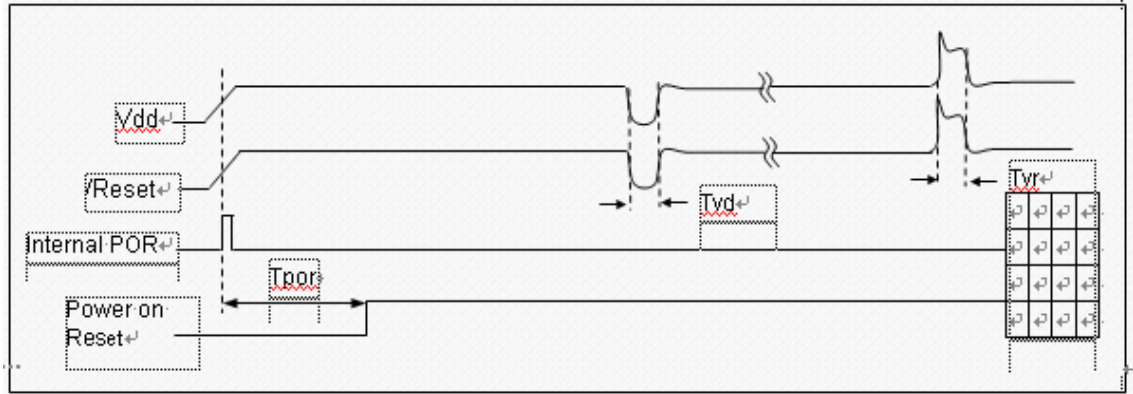 Vdd
/Reset
Tvd
Tvr
Internal POR
Tpor
Power on
Reset